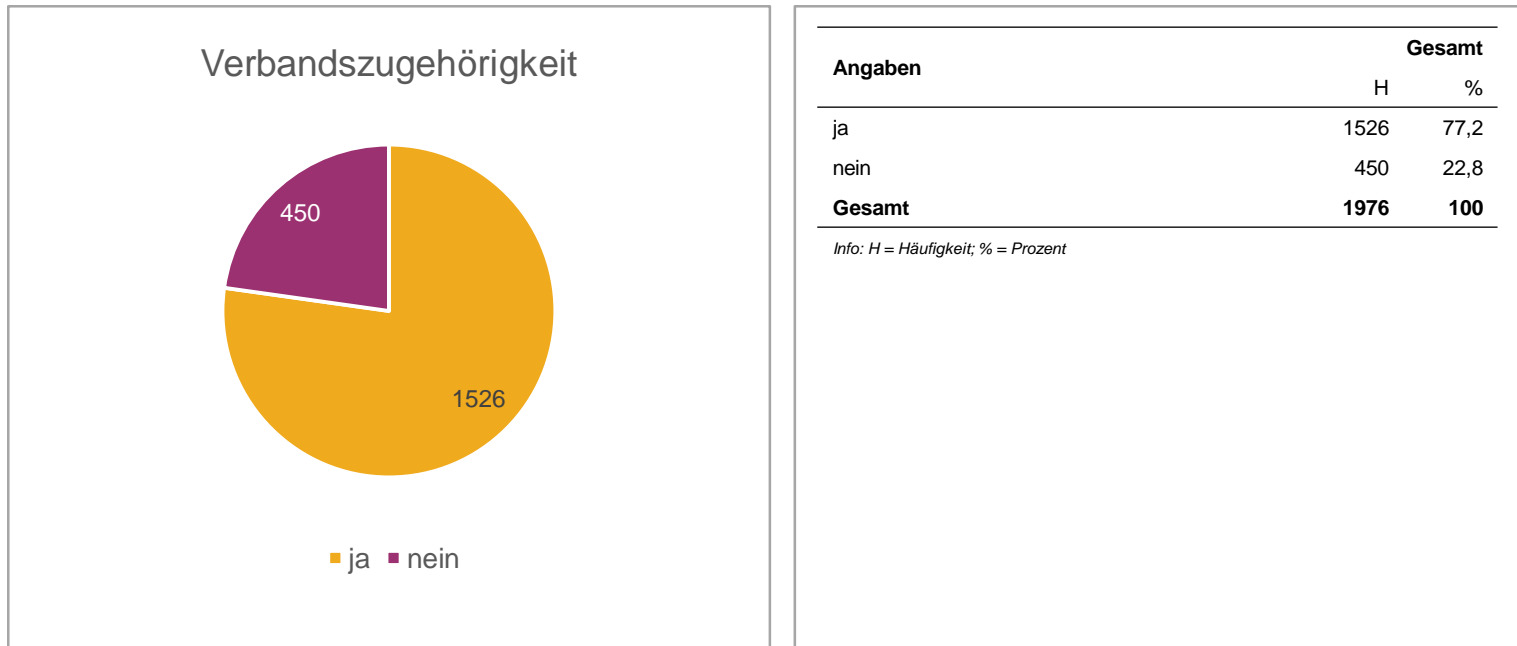 Verbandszugehörigkeit
450
1526
ja nein
Gesamt
Angaben
H %
ja 1526 77,2
nein 450 22,8
Gesamt 1976 100
Info: H = Häufigkeit; % = Prozent